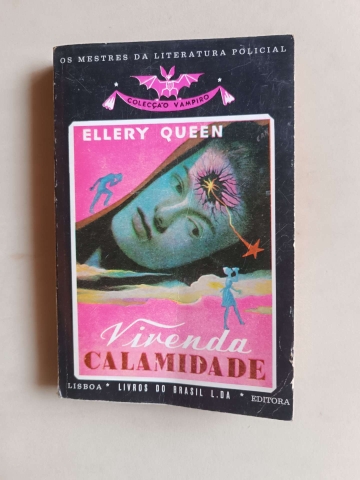 OS MESTRES DA LITERATURA POLICIAL
COLECÇÃO VAMPIRO
ELLERY QUEEN
Vivenda
CALAMIDADE
LISBOA * LIVROS DO BRASIL L.DA * EDITORA